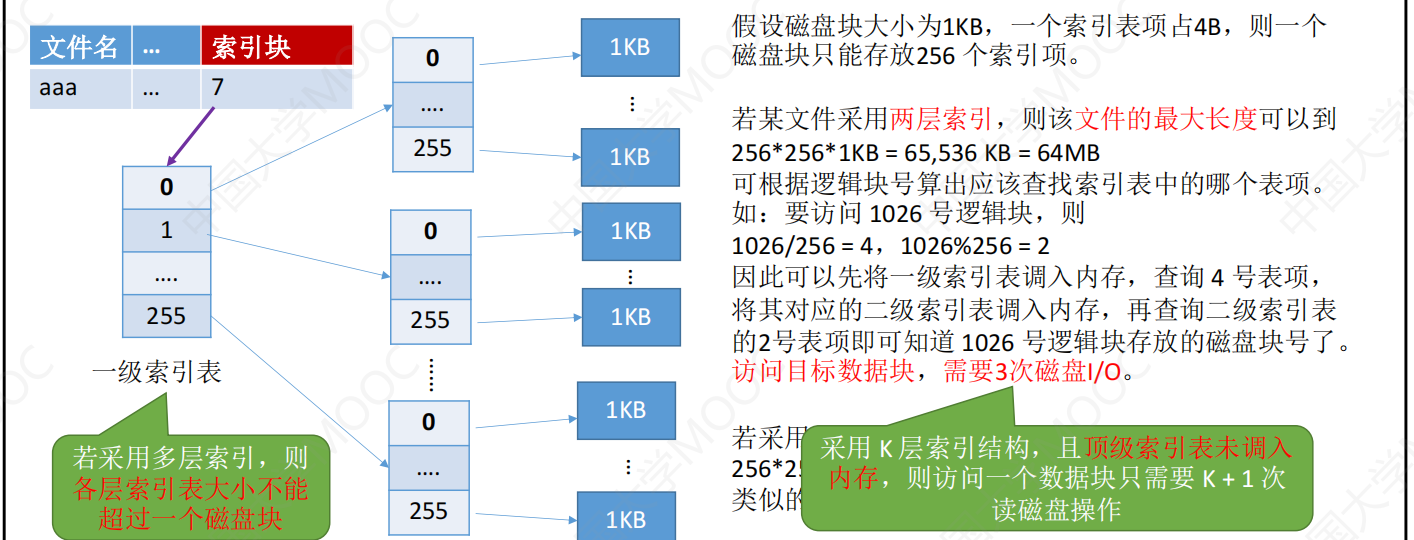 文件名 … 索引块
aaa … 7
0
1
….
255
一级索引表
若采用多层索引，则
各层索引表大小不能
超过一个磁盘块
0
….
255
0
….
255
……
0
….
255
1KB
…
1KB
1KB
…
1KB
1KB
…
1KB
假设磁盘块大小为1KB，一个索引表项占4B，则一个
磁盘块只能存放256 个索引项。
若某文件采用两层索引，则该文件的最大长度可以到
256*256*1KB = 65,536 KB = 64MB
可根据逻辑块号算出应该查找索引表中的哪个表项。
如：要访问 1026 号逻辑块，则
1026/256 = 4，1026%256 = 2
因此可以先将一级索引表调入内存，查询 4 号表项，
将其对应的二级索引表调入内存，再查询二级索引表
的2号表项即可知道 1026 号逻辑块存放的磁盘块号了。
访问目标数据块，需要3次磁盘I/O。
若采用
256*2
类似的
采用 K 层索引结构，且顶级索引表未调入
内存，则访问一个数据块只需要 K + 1 次
读磁盘操作
中国大学MOOC